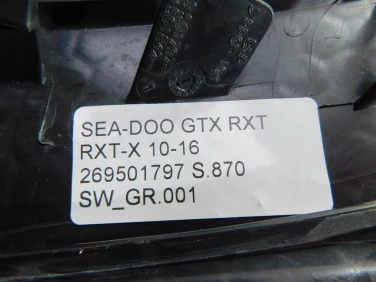 SEA-DOO GTX RXT
RXT-X 10-16
269501797 S.870
SW_GR.001